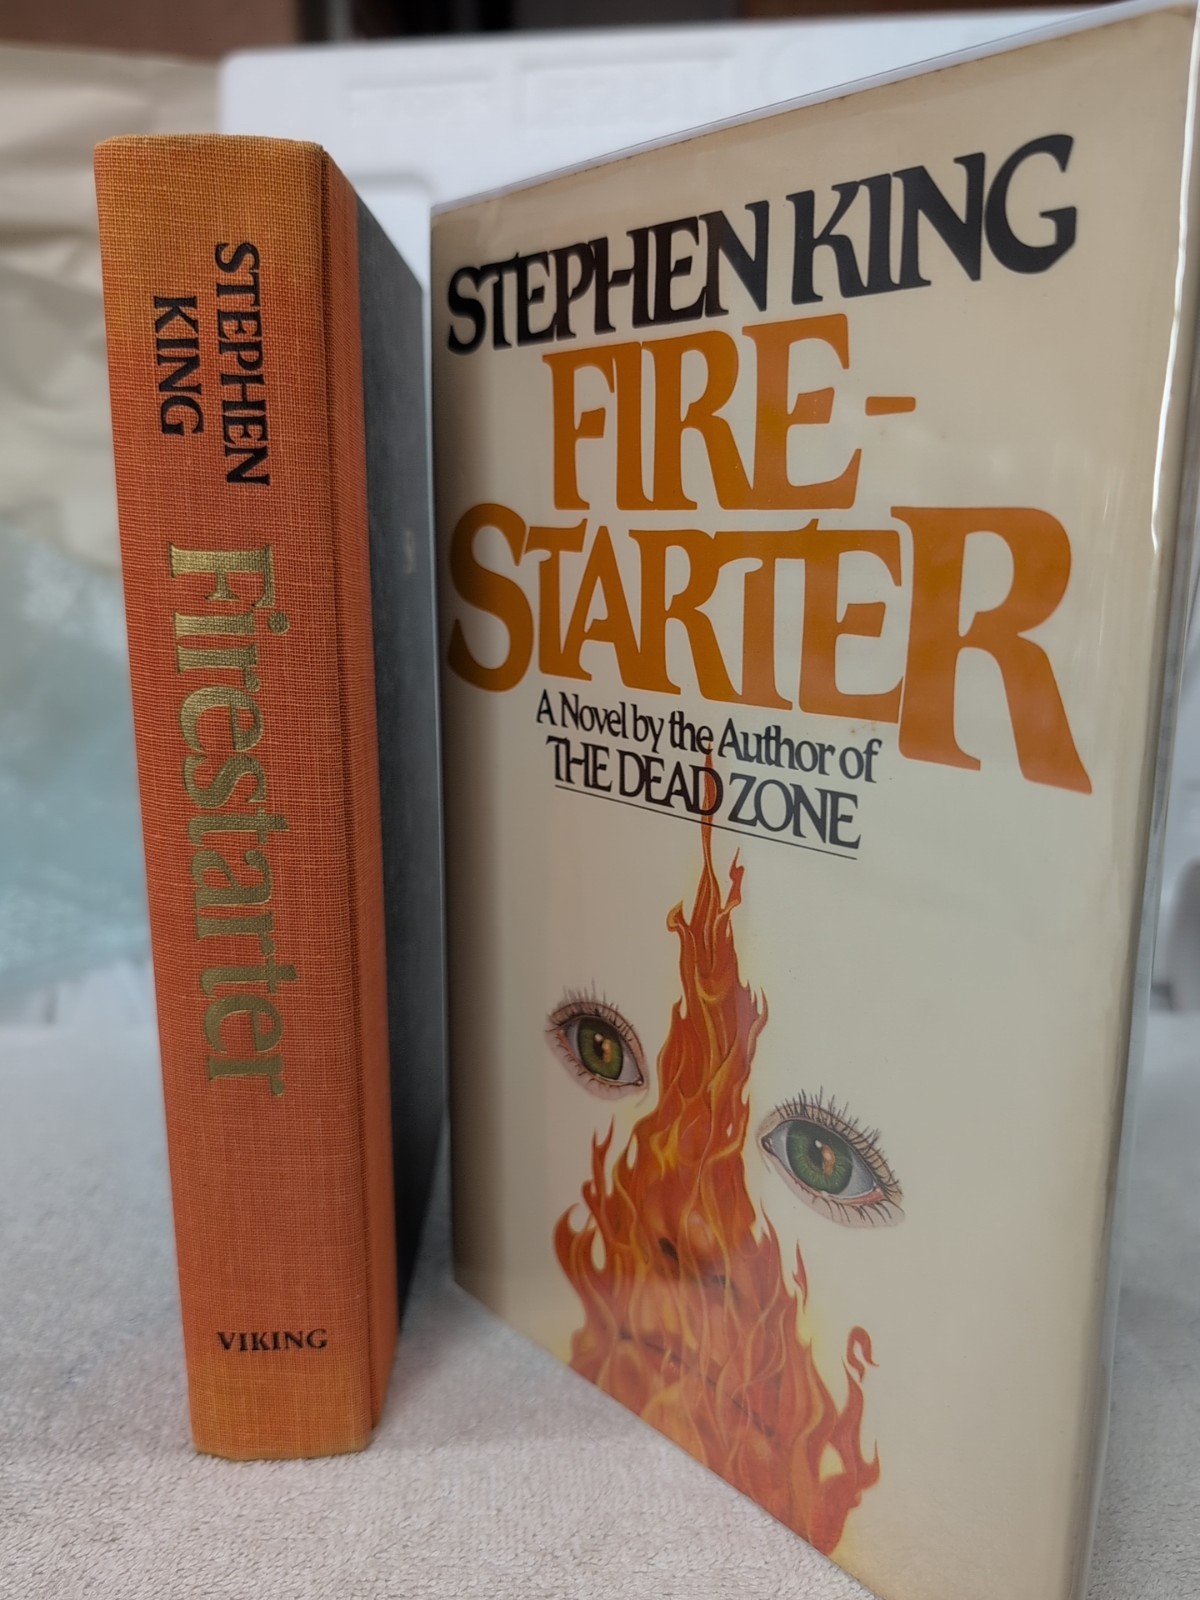 STEPHEN
KING
Firestarter
VIKING
STEPHEN KING
FIRE-
STARTER
A Novel by the Author of
THE DEAD ZONE